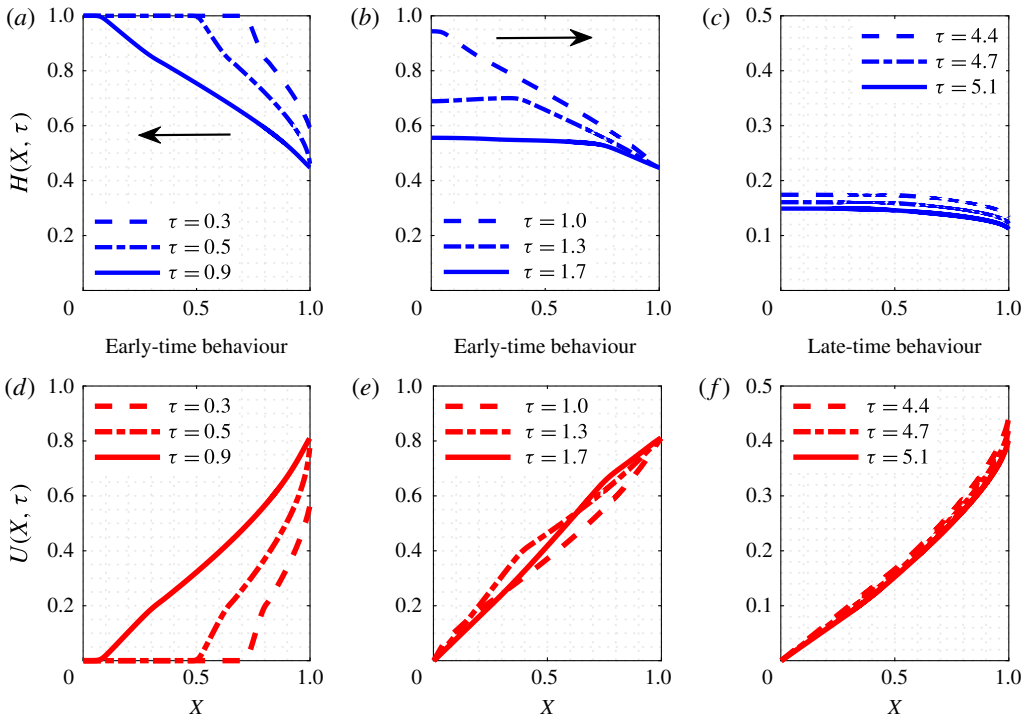 (a)
1.0
0.8
0.6
0.4
0.2
0
0.5
1.0
H(X, τ)
τ = 0.3
τ = 0.5
τ = 0.9
Early-time behaviour
(b)
1.0
0.8
0.6
0.4
0.2
0
0.5
1.0
τ = 1.0
τ = 1.3
τ = 1.7
Early-time behaviour
(c)
0.5
0.4
0.3
0.2
0.1
0
0.5
1.0
τ = 4.4
τ = 4.7
τ = 5.1
Late-time behaviour
(d)
1.0
0.8
0.6
0.4
0.2
0
0.5
1.0
U(X, τ)
X
τ = 0.3
τ = 0.5
τ = 0.9
(e)
1.0
0.8
0.6
0.4
0.2
0
0.5
1.0
X
τ = 1.0
τ = 1.3
τ = 1.7
(f)
0.5
0.4
0.3
0.2
0.1
0
0.5
1.0
X
τ = 4.4
τ = 4.7
τ = 5.1